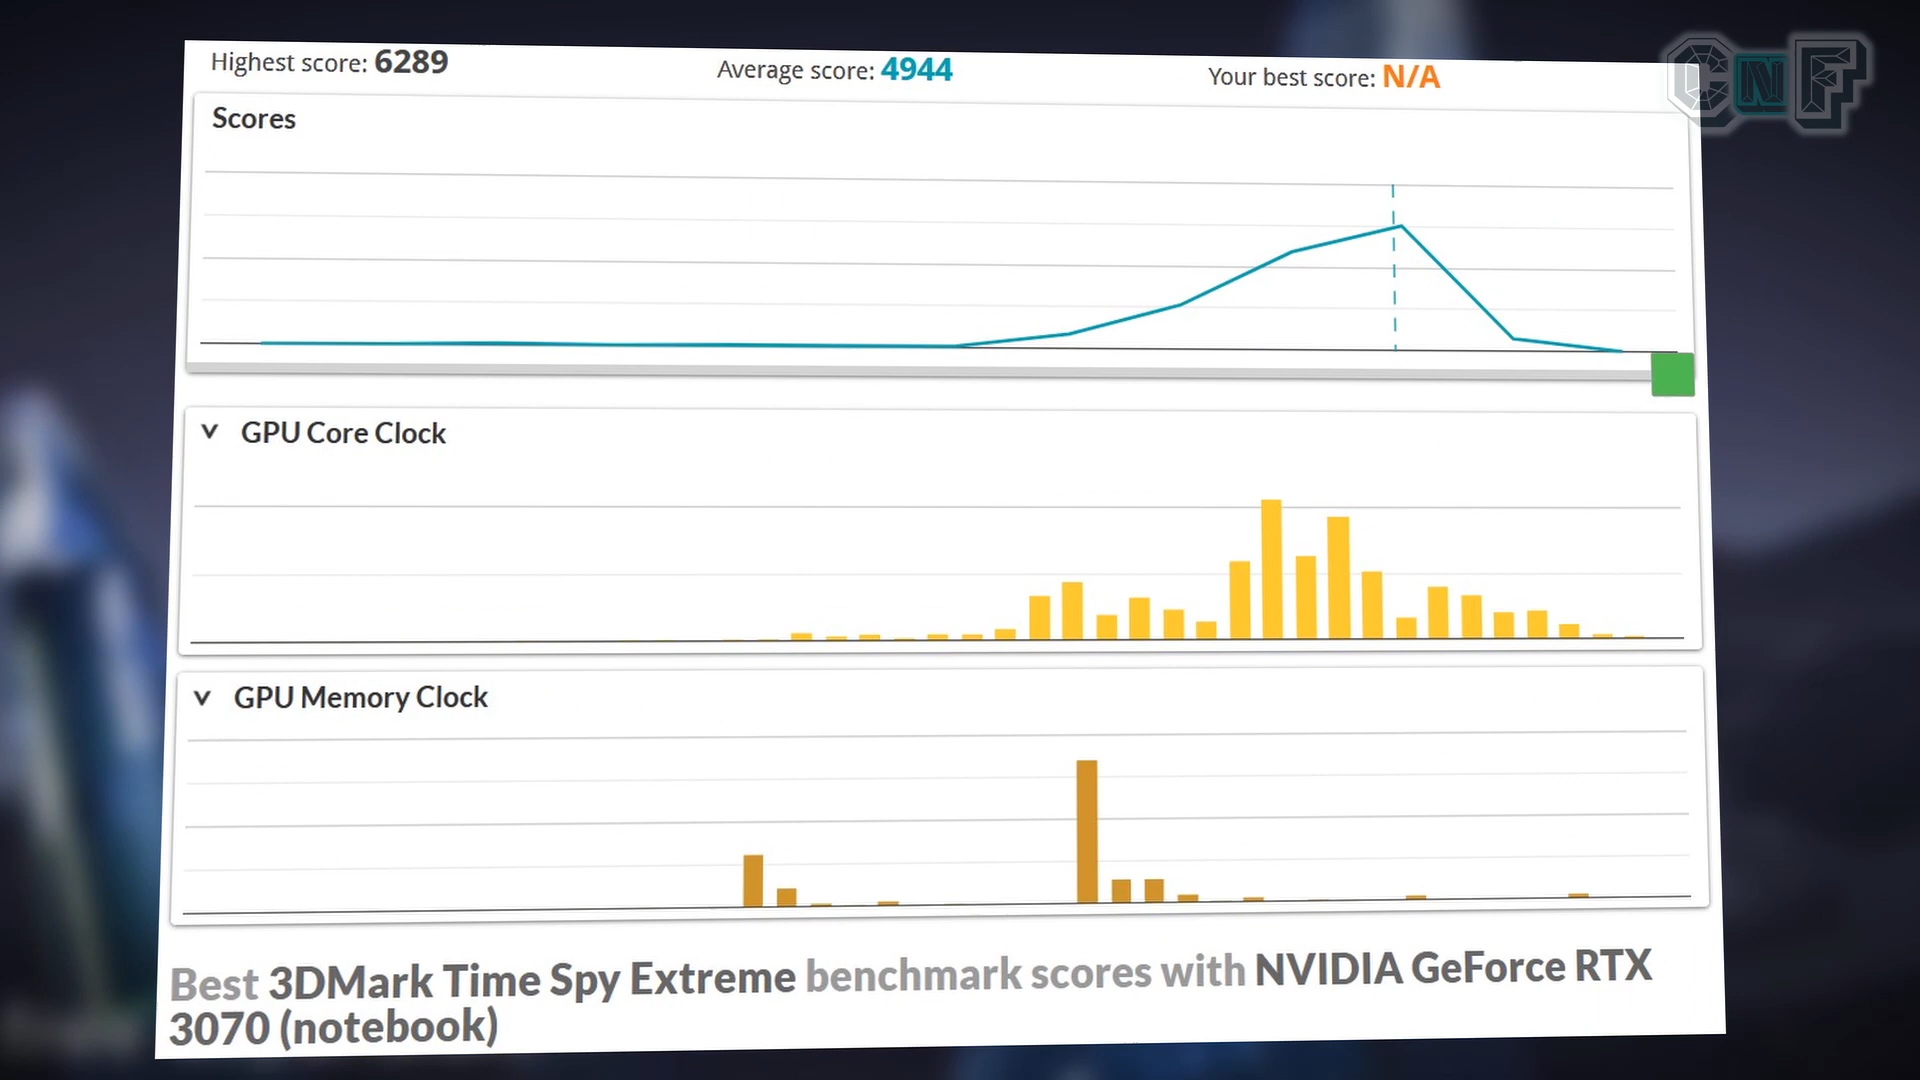 Highest score: 6289 Average score: 4944 Your best score: N/A
CNF
Scores
GPU Core Clock
GPU Memory Clock
Best 3DMark Time Spy Extreme benchmark scores with NVIDIA GeForce RTX
3070 (notebook)